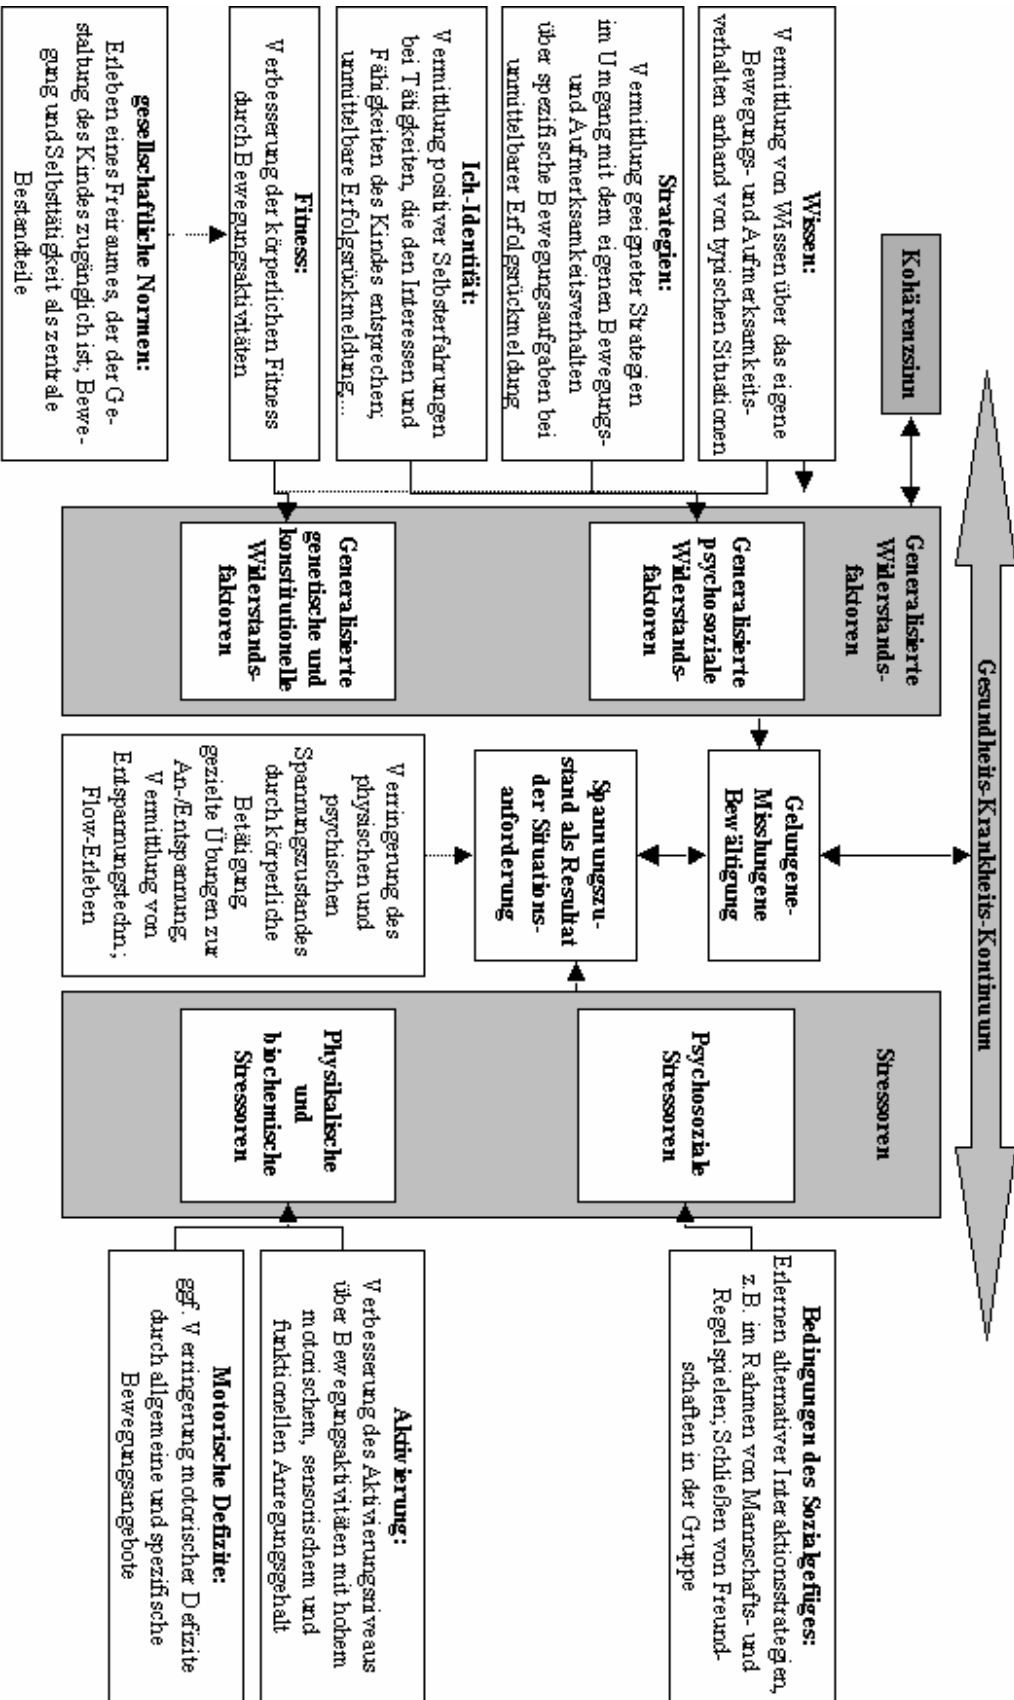 Gesundheits-Krankheits-Kontinuum
Kohärenzsinn
Wissen:
Vermittlung von Wissen über das eigene
Bewegungs- und Aufmerksamkeits-
verhalten anhand von typischen Situationen
Strategien:
Vermittlung geeigneter Strategien
im Umgang mit dem eigenen Bewegungs-
und Aufmerksamkeitsverhalten
über spezifische Bewegungsaufgaben bei
unmittelbarer Erfolgsrückmeldung
Ich-Identität:
Vermittlung positiver Selbsterfahrungen
bei Tätigkeiten, die den Interessen und
Fähigkeiten des Kindes entsprechen;
unmittelbare Erfolgsrückmeldung,...
Fitness:
Verbesserung der körperlichen Fitness
durch Bewegungsaktivitäten
gesellschaftliche Normen:
Erleben eines Freiraumes, der der Ge-
staltung des Kindes zugänglich ist; Bewe-
gung und Selbsttätigkeit als zentrale
Bestandteile
Generalisierte
Widerstands-
faktoren
Generalisierte
psychosoziale
Widerstands-
faktoren
Generalisierte
genetische und
konstitutionelle
Widerstands-
faktoren
Gelungene-
Misslungene
Bewältigung
Spannungszu-
stand als Resultat
der Situations-
anforderung
Verringerung des
physischen und
psychischen
Spannungszustandes
durch körperliche
Betätigung,
gezielte Übungen zur
An-/Entspannung,
Vermittlung von
Entspannungstechn.;
Flow-Erleben
Stressoren
Psychosoziale
Stressoren
Physikalische
und
biochemische
Stressoren
Bedingungen des Sozialgefüges:
Erlernen alternativer Interaktionsstrategien,
z.B. im Rahmen von Mannschafts- und
Regelspielen; Schließen von Freund-
schaften in der Gruppe
Aktivierung:
Verbesserung des Aktivierungsniveaus
über Bewegungsaktivitäten mit hohem
motorischem, sensorischem und
funktionellen Anregungsgehalt
Motorische Defizite:
ggf. Verringerung motorischer Defizite
durch allgemeine und spezifische
Bewegungsangebote